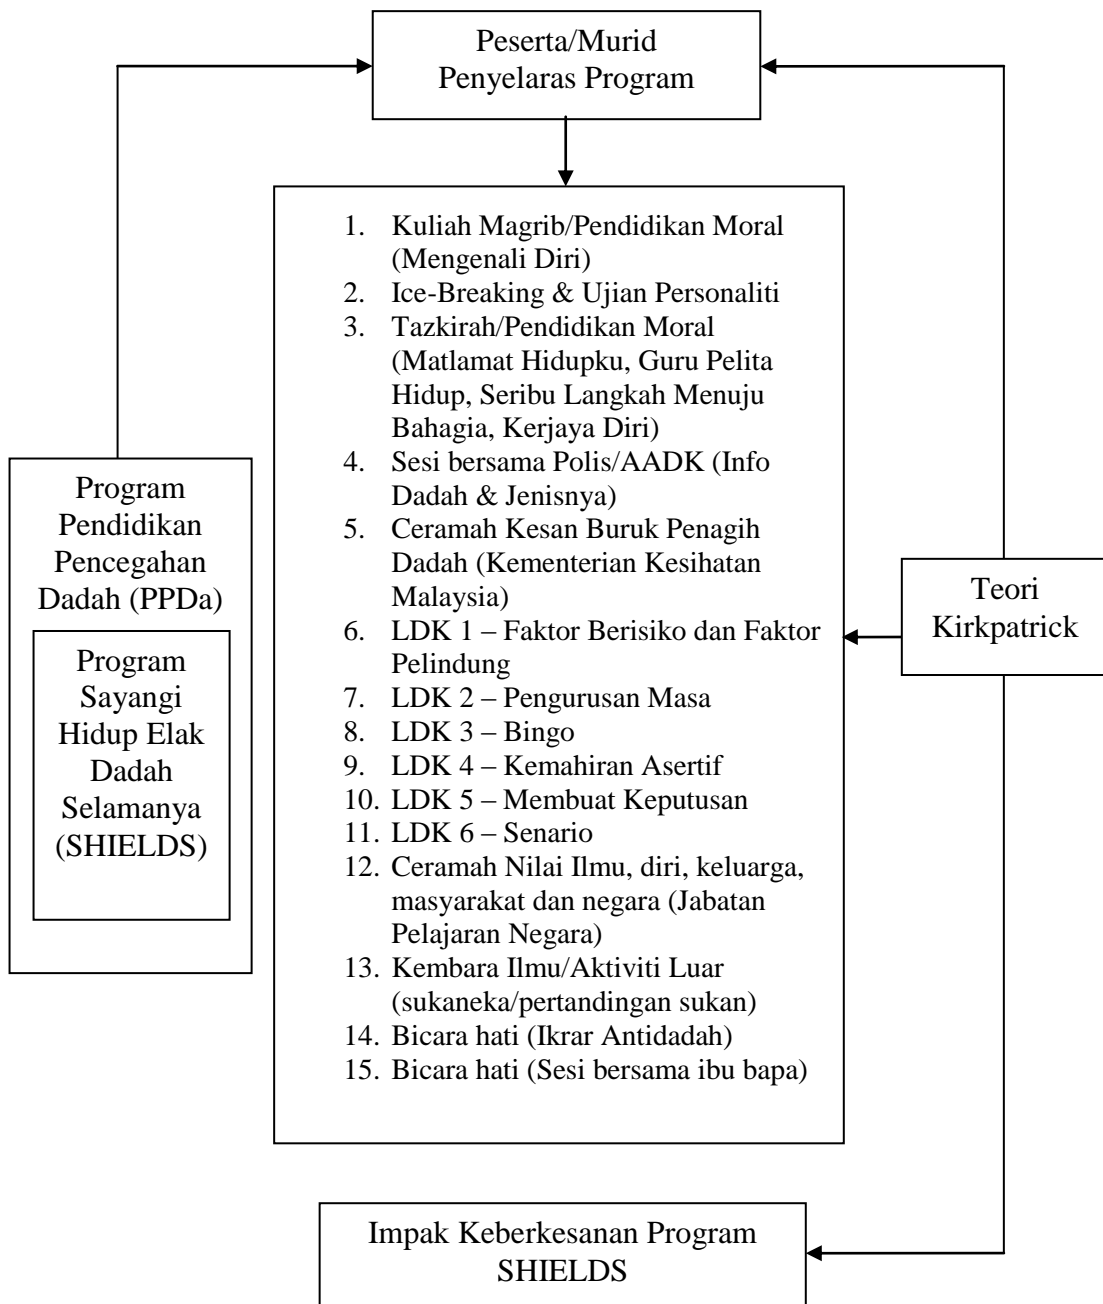 Peserta/Murid
Penyelaras Program
1. Kuliah Magrib/Pendidikan Moral
(Mengenali Diri)
2. Ice-Breaking & Ujian Personaliti
3. Tazkirah/Pendidikan Moral
(Matlamat Hidupku, Guru Pelita
Hidup, Seribu Langkah Menuju
Bahagia, Kerjaya Diri)
4. Sesi bersama Polis/AADK (Info
Dadah & Jenisnya)
5. Ceramah Kesan Buruk Penagih
Dadah (Kementerian Kesihatan
Malaysia)
6. LDK 1 – Faktor Berisiko dan Faktor
Pelindung
7. LDK 2 – Pengurusan Masa
8. LDK 3 – Bingo
9. LDK 4 – Kemahiran Asertif
10. LDK 5 – Membuat Keputusan
11. LDK 6 – Senario
12. Ceramah Nilai Ilmu, diri, keluarga,
masyarakat dan negara (Jabatan
Pelajaran Negara)
13. Kembara Ilmu/Aktiviti Luar
(sukaneka/pertandingan sukan)
14. Bicara hati (Ikrar Antidadah)
15. Bicara hati (Sesi bersama ibu bapa)
Program
Pendidikan
Pencegahan
Dadah (PPDa)
Program
Sayangi
Hidup Elak
Dadah
Selamanya
(SHIELDS)
Teori
Kirkpatrick
Impak Keberkesanan Program
SHIELDS